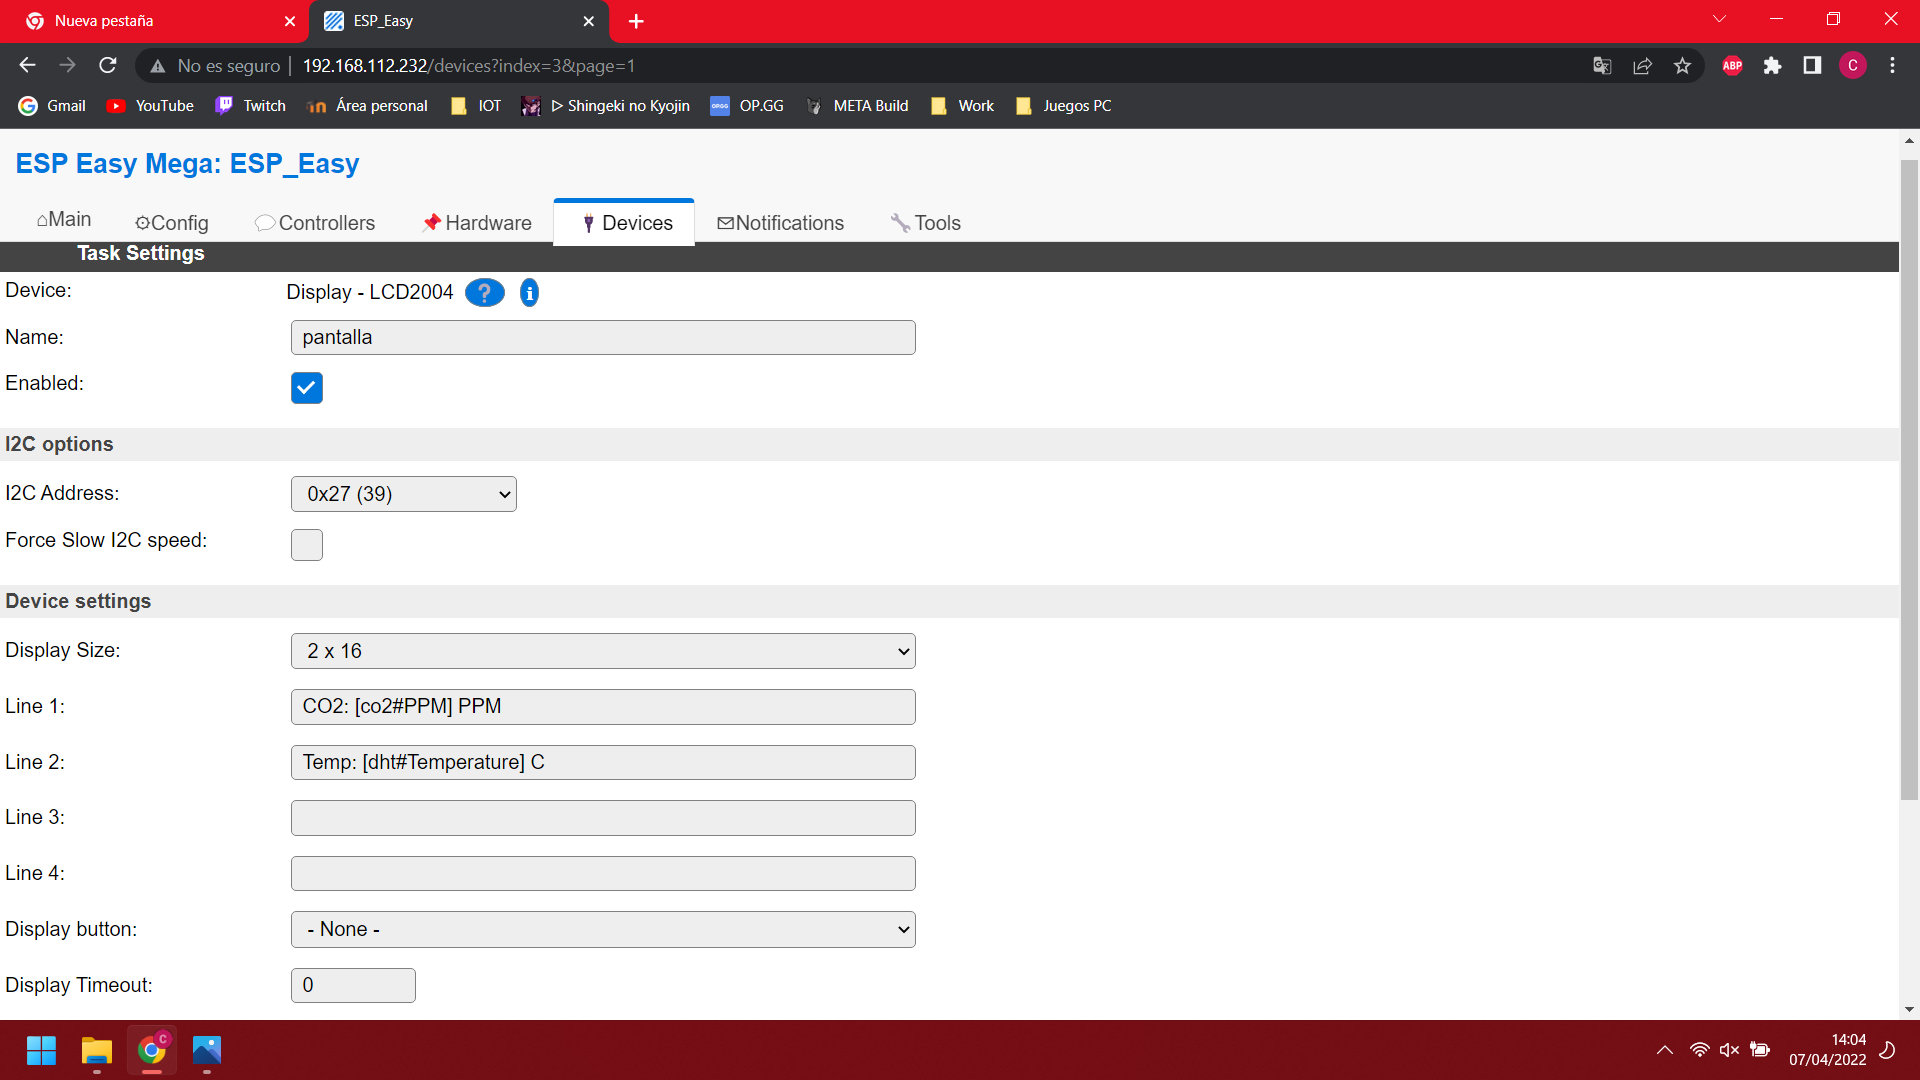 Nueva pestaña
ESP_Easy
No es seguro
192.168.112.232/devices?index=3&page=1
ABP
C
Gmail
YouTube
Twitch
Área personal
IOT
▷ Shingeki no Kyojin
OP.GG
META Build
Work
Juegos PC
ESP Easy Mega: ESP_Easy
Main
Config
Controllers
Hardware
Devices
Notifications
Tools
Task Settings
Device:
Display - LCD2004 ? i
Name:
pantalla
Enabled:
I2C options
I2C Address:
0x27 (39)
Force Slow I2C speed:
Device settings
Display Size:
2 x 16
Line 1:
CO2: [co2#PPM] PPM
Line 2:
Temp: [dht#Temperature] C
Line 3:
Line 4:
Display button:
- None -
Display Timeout:
0
C
14:04
07/04/2022